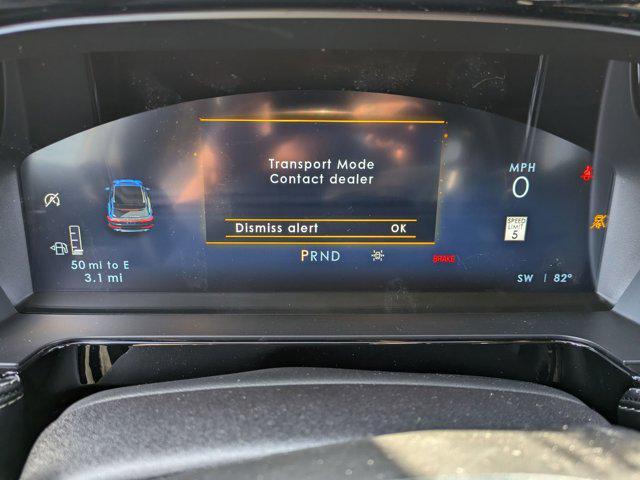 Transport Mode
Contact dealer
MPH
0
SPEED
LIMIT
5
Dismiss alert OK
PRND
BRAKE
50 mi to E
3.1 mi
SW 82°